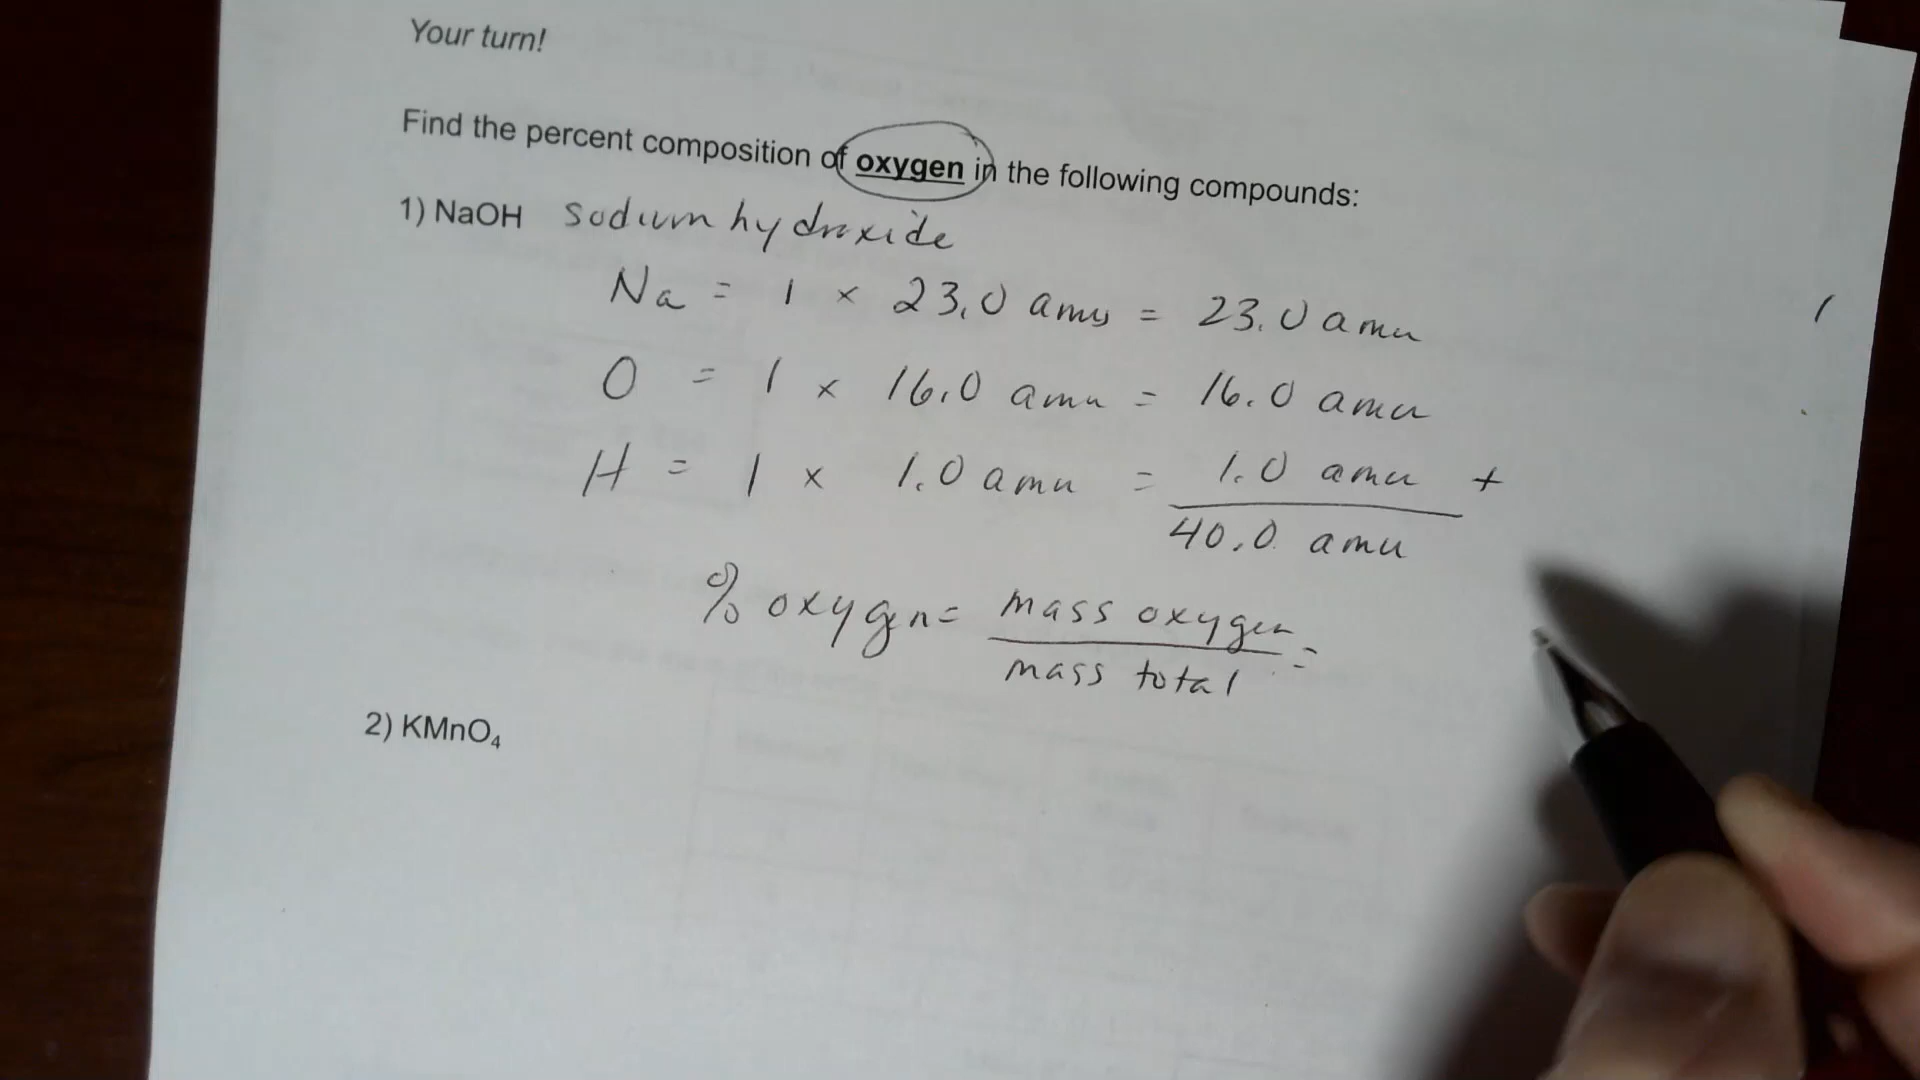 Your turn!
Find the percent composition of oxygen in the following compounds:
1) NaOH sodium hydroxide
Na = 1 × 23.0 amu = 23.0 amu
O = 1 × 16.0 amu = 16.0 amu
H = 1 × 1.0 amu = 1.0 amu +
40.0 amu
% oxygen = mass oxygen =
mass total
2) KMnO₄